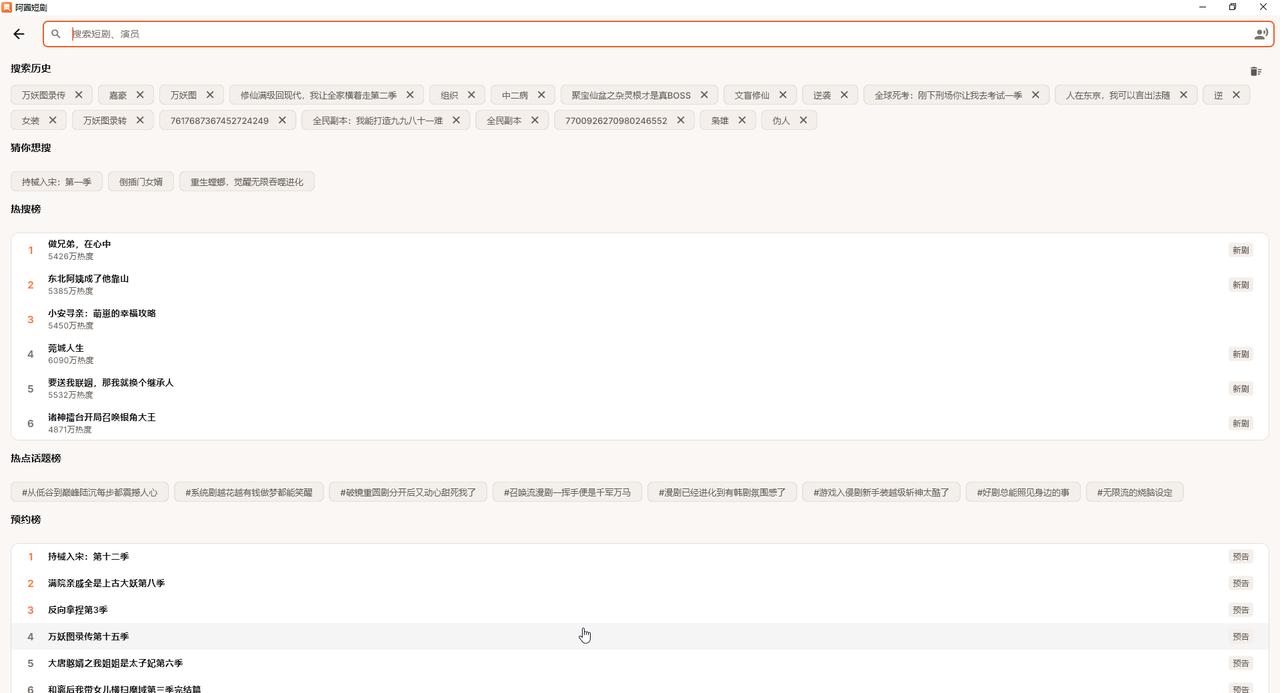 阿圆短剧
搜索短剧、演员
搜索历史
万妖图录传 嘉豪 万妖图 修仙满级回现代，我让全家横着走第二季 组织 中二病 聚宝仙盆之杂灵根才是真BOSS 文盲修仙 逆袭 全球死考：刚下刑场你让我去考试一季 人在东京，我可以言出法随 逆
女装 万妖图录转 7617687367452724249 全民副本：我能打造九九八十一难 全民副本 7700926270980246552 枭雄 伪人
猜你想搜
持械入宋：第一季 倒插门女婿 重生螳螂，觉醒无限吞噬进化
热搜榜
1 做兄弟，在心中 新剧
5426万热度
2 东北阿姨成了他靠山 新剧
5385万热度
3 小安寻亲：萌崽的幸福攻略
5450万热度
4 莞城人生 新剧
6090万热度
5 要送我联姻，那我就换个继承人 新剧
5532万热度
6 诸神擂台开局召唤银角大王 新剧
4871万热度
热点话题榜
#从低谷到巅峰陆沉每步都震撼人心 #系统剧越花越有钱做梦都能笑醒 #破镜重圆剧分开后又动心甜死我了 #召唤流漫剧一挥手便是千军万马 #漫剧已经进化到有韩剧氛围感了 #游戏入侵剧新手装越级斩神太酷了 #好剧总能照见身边的事 #无限流的烧脑设定
预约榜
1 持械入宋：第十二季 预告
2 满院亲戚全是上古大妖第八季 预告
3 反向拿捏第3季 预告
4 万妖图录传第十五季 预告
5 大唐憨婿之我姐姐是太子妃第六季 预告
6 和离后我带女儿横扫魔域第三季完结篇 预告